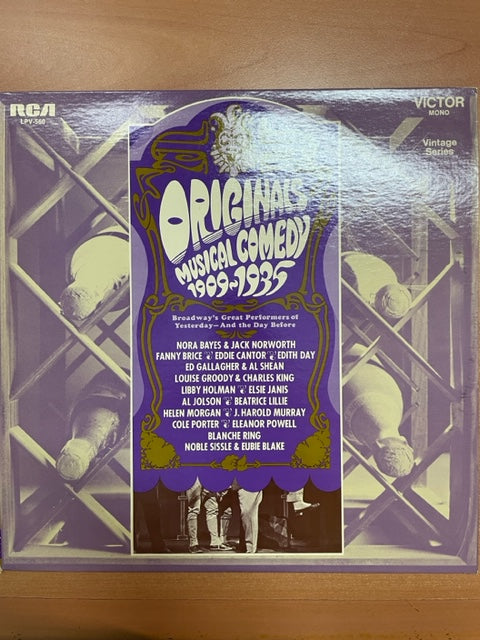 RCA
LPV-560
VICTOR
MONO
Vintage
Series
ORIGINALS
MUSICAL COMEDY
1909-1935
Broadway's Great Performers of
Yesterday—And the Day Before
NORA BAYES & JACK NORWORTH
FANNY BRICE EDDIE CANTOR EDITH DAY
ED GALLAGHER & AL SHEAN
LOUISE GROODY & CHARLES KING
LIBBY HOLMAN ELSIE JANIS
AL JOLSON BEATRICE LILLIE
HELEN MORGAN J. HAROLD MURRAY
COLE PORTER ELEANOR POWELL
BLANCHE RING
NOBLE SISSLE & EUBIE BLAKE